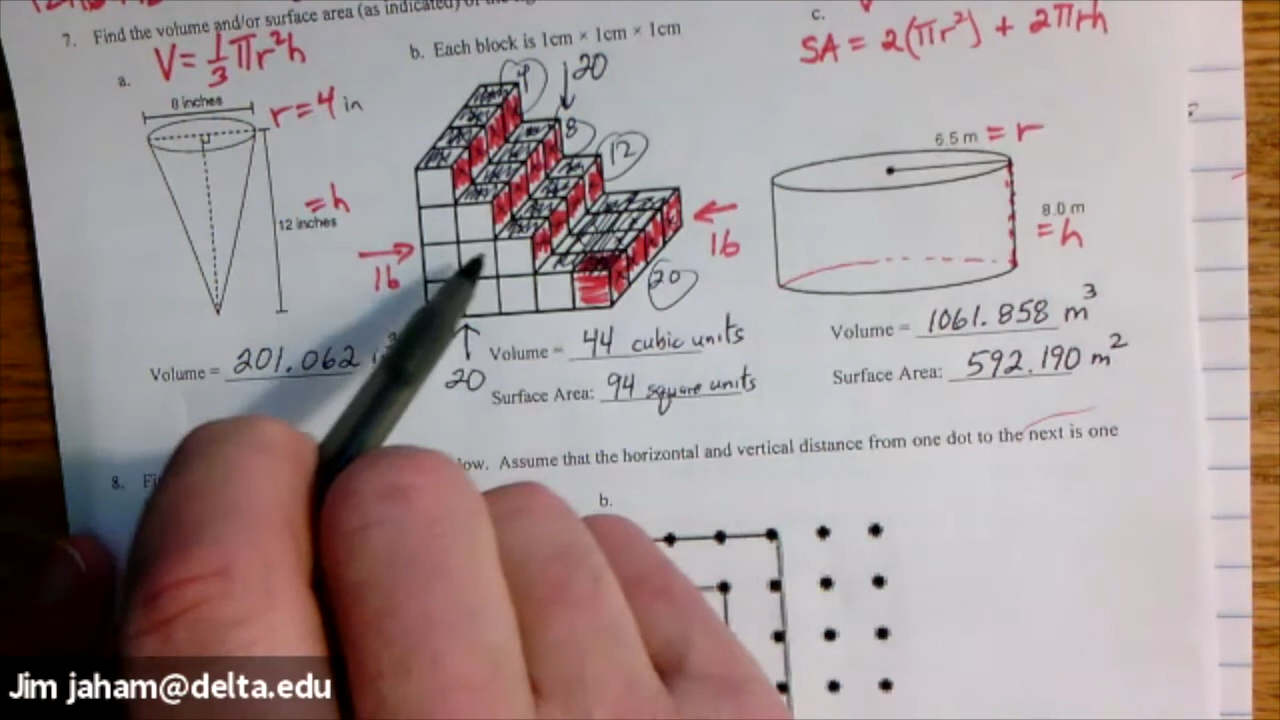 7. Find the volume and/or surface area (as indicated) of the
a.
V = 1/3 πr²h
8 inches
r = 4 in
= h
12 inches
Volume = 201.062
b. Each block is 1cm × 1cm × 1cm
4
20
8
12
16
16
20
20
Volume = 44 cubic units
Surface Area: 94 square units
c.
SA = 2(πr²) + 2πrh
6.5 m = r
8.0 m
= h
Volume = 1061.858 m³
Surface Area: 592.190 m²
8.
low. Assume that the horizontal and vertical distance from one dot to the next is one
b.
Jim jaham@delta.edu